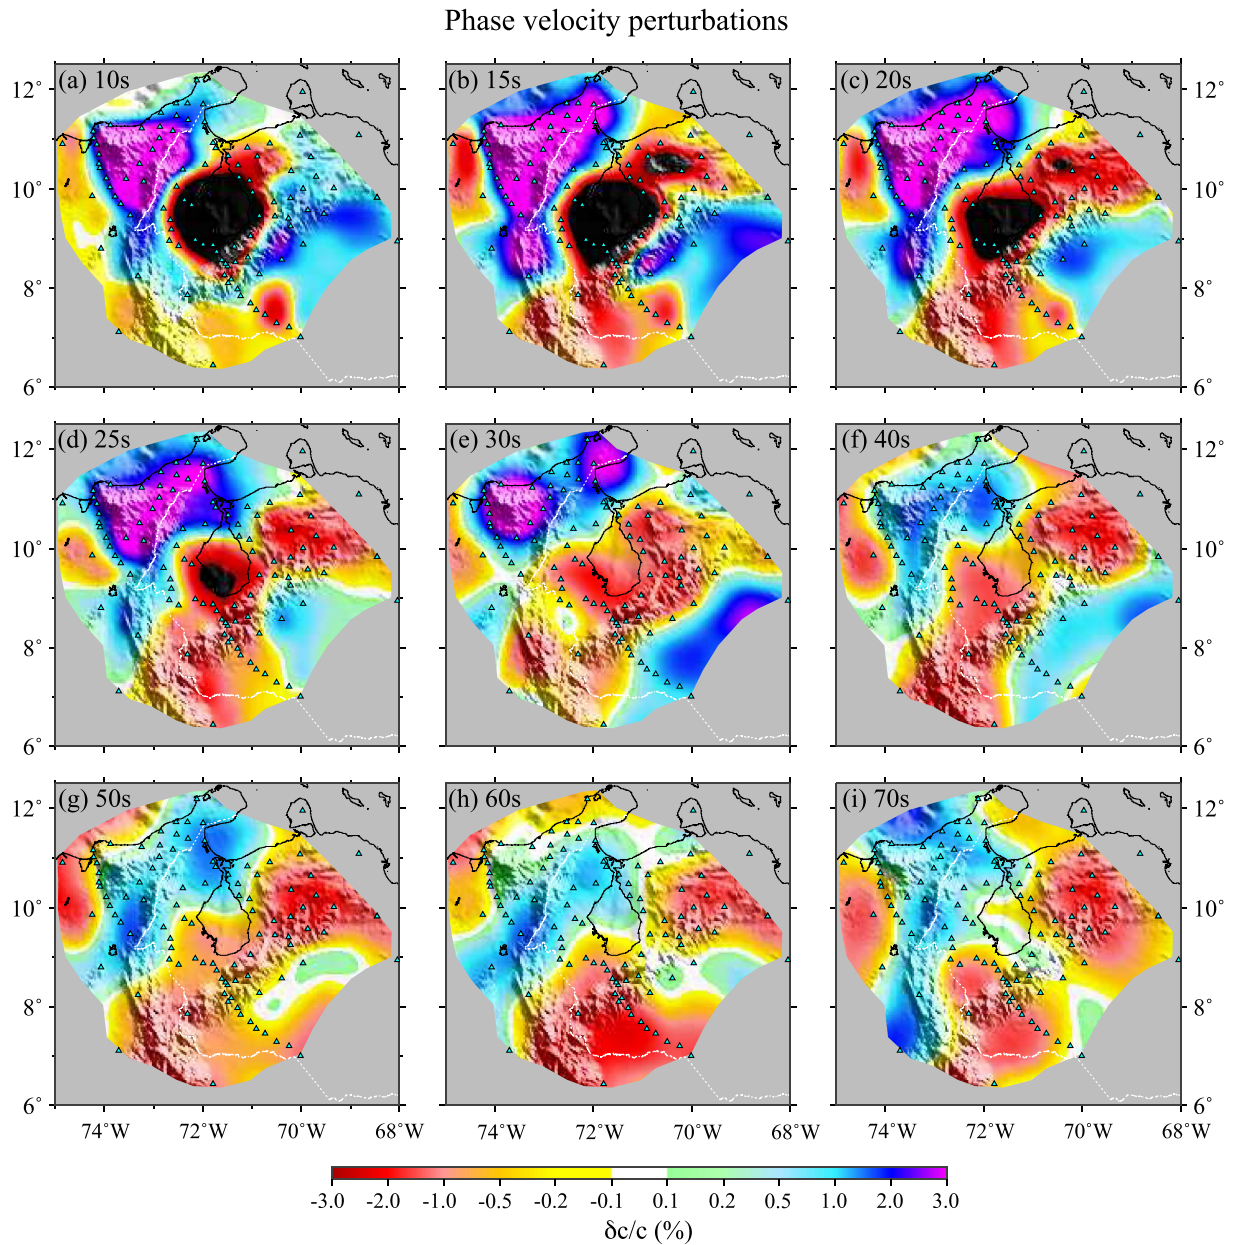 Phase velocity perturbations
(a) 10s
(b) 15s
(c) 20s
12˚
12˚
10˚
10˚
8˚
8˚
6˚
6˚
(d) 25s
(e) 30s
(f) 40s
12˚
12˚
10˚
10˚
8˚
8˚
6˚
6˚
(g) 50s
(h) 60s
(i) 70s
12˚
12˚
10˚
10˚
8˚
8˚
6˚
6˚
74˚W 72˚W 70˚W 68˚W 74˚W 72˚W 70˚W 68˚W 74˚W 72˚W 70˚W 68˚W
-3.0 -2.0 -1.0 -0.5 -0.2 -0.1 0.1 0.2 0.5 1.0 2.0 3.0
δc/c (%)